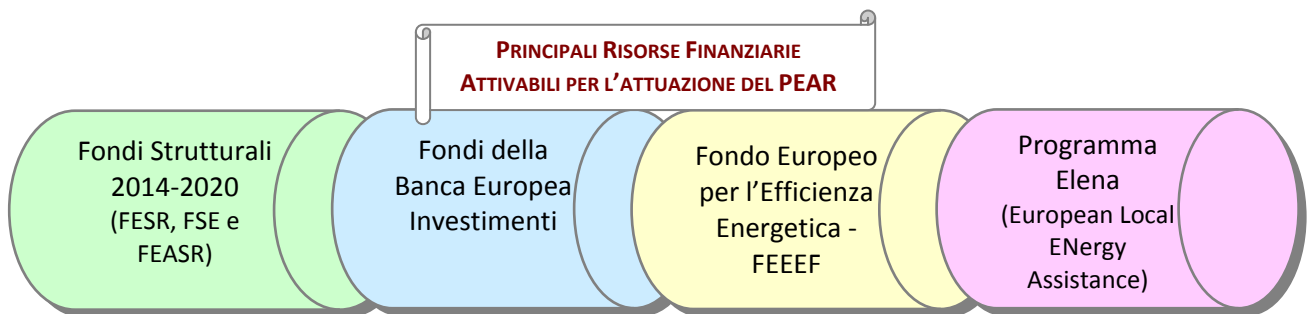 PRINCIPALI RISORSE FINANZIARIE
ATTIVABILI PER L'ATTUAZIONE DEL PEAR
Fondi Strutturali
2014-2020
(FESR, FSE e
FEASR)
Fondi della
Banca Europea
Investimenti
Fondo Europeo
per l'Efficienza
Energetica -
FEEEF
Programma
Elena
(European Local
ENergy
Assistance)